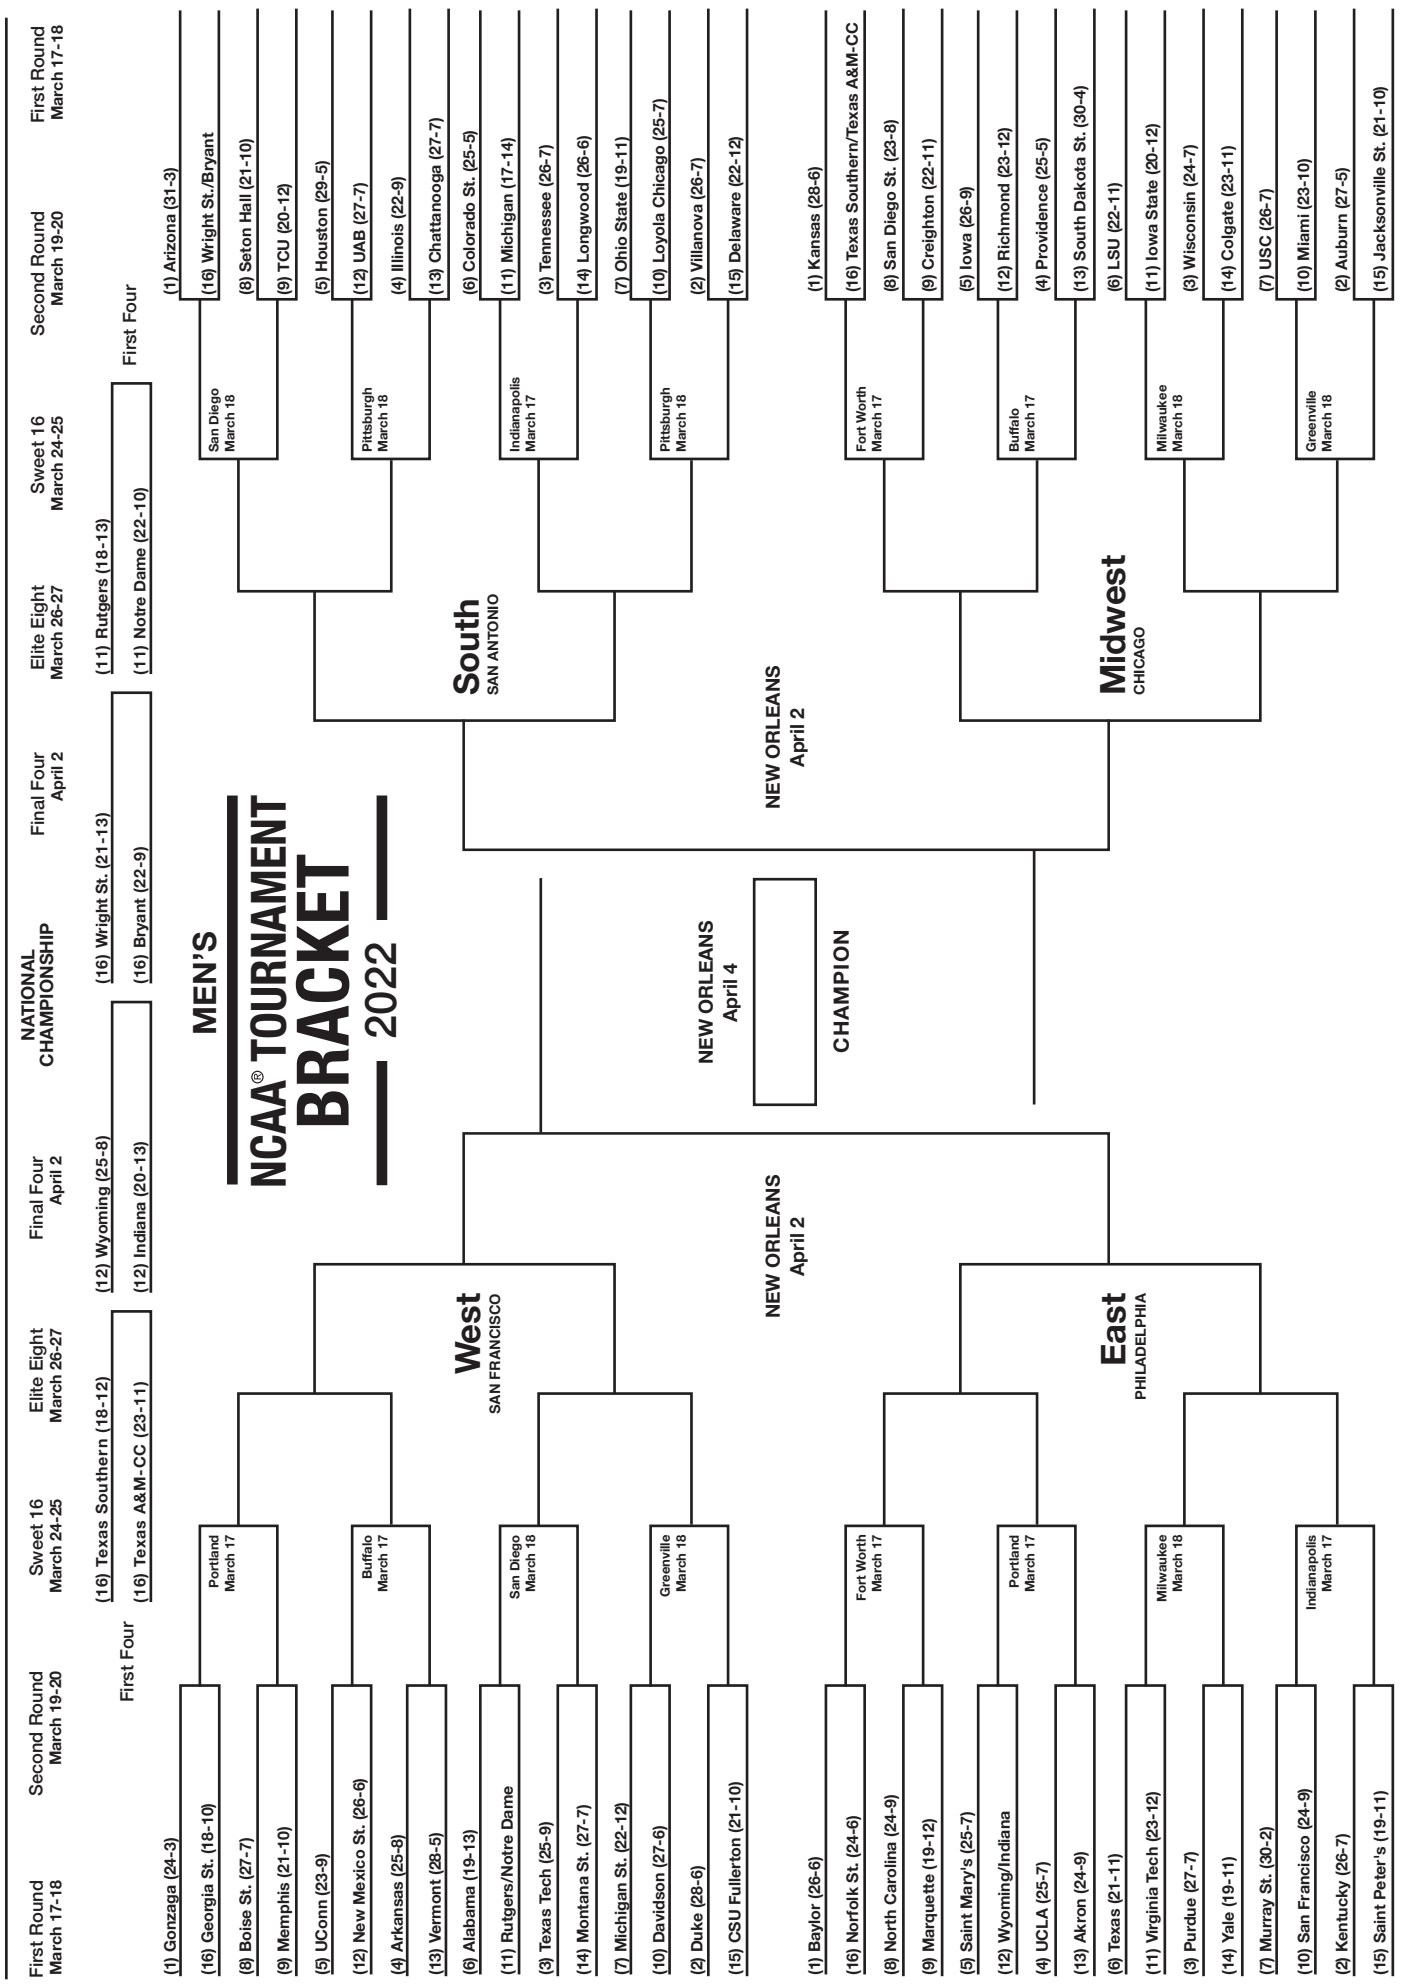 First Round
March 17-18
Second Round
March 19-20
Sweet 16
March 24-25
Elite Eight
March 26-27
Final Four
April 2
NATIONAL
CHAMPIONSHIP
Final Four
April 2
Elite Eight
March 26-27
Sweet 16
March 24-25
Second Round
March 19-20
First Round
March 17-18
First Four
(16) Texas Southern (18-12)
(16) Texas A&M-CC (23-11)
(12) Wyoming (25-8)
(12) Indiana (20-13)
(16) Wright St. (21-13)
(16) Bryant (22-9)
(11) Rutgers (18-13)
(11) Notre Dame (22-10)
First Four
MEN'S
NCAA® TOURNAMENT
BRACKET
2022
(1) Gonzaga (24-3)
(16) Georgia St. (18-10)
(8) Boise St. (27-7)
(9) Memphis (21-10)
(5) UConn (23-9)
(12) New Mexico St. (26-6)
(4) Arkansas (25-8)
(13) Vermont (28-5)
(6) Alabama (19-13)
(11) Rutgers/Notre Dame
(3) Texas Tech (25-9)
(14) Montana St. (27-7)
(7) Michigan St. (22-12)
(10) Davidson (27-6)
(2) Duke (28-6)
(15) CSU Fullerton (21-10)
Portland
March 17
Buffalo
March 17
San Diego
March 18
Greenville
March 18
West
SAN FRANCISCO
(1) Baylor (26-6)
(16) Norfolk St. (24-6)
(8) North Carolina (24-9)
(9) Marquette (19-12)
(5) Saint Mary's (25-7)
(12) Wyoming/Indiana
(4) UCLA (25-7)
(13) Akron (24-9)
(6) Texas (21-11)
(11) Virginia Tech (23-12)
(3) Purdue (27-7)
(14) Yale (19-11)
(7) Murray St. (30-2)
(10) San Francisco (24-9)
(2) Kentucky (26-7)
(15) Saint Peter's (19-11)
Fort Worth
March 17
Portland
March 17
Milwaukee
March 18
Indianapolis
March 17
East
PHILADELPHIA
NEW ORLEANS
April 2
NEW ORLEANS
April 4
CHAMPION
NEW ORLEANS
April 2
South
SAN ANTONIO
San Diego
March 18
Pittsburgh
March 18
Indianapolis
March 17
Pittsburgh
March 18
(1) Arizona (31-3)
(16) Wright St./Bryant
(8) Seton Hall (21-10)
(9) TCU (20-12)
(5) Houston (29-5)
(12) UAB (27-7)
(4) Illinois (22-9)
(13) Chattanooga (27-7)
(6) Colorado St. (25-5)
(11) Michigan (17-14)
(3) Tennessee (26-7)
(14) Longwood (26-6)
(7) Ohio State (19-11)
(10) Loyola Chicago (25-7)
(2) Villanova (26-7)
(15) Delaware (22-12)
Midwest
CHICAGO
Fort Worth
March 17
Buffalo
March 17
Milwaukee
March 18
Greenville
March 18
(1) Kansas (28-6)
(16) Texas Southern/Texas A&M-CC
(8) San Diego St. (23-8)
(9) Creighton (22-11)
(5) Iowa (26-9)
(12) Richmond (23-12)
(4) Providence (25-5)
(13) South Dakota St. (30-4)
(6) LSU (22-11)
(11) Iowa State (20-12)
(3) Wisconsin (24-7)
(14) Colgate (23-11)
(7) USC (26-7)
(10) Miami (23-10)
(2) Auburn (27-5)
(15) Jacksonville St. (21-10)